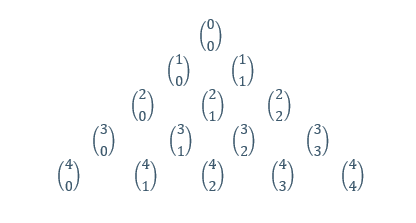 (0 0)
(1 0) (1 1)
(2 0) (2 1) (2 2)
(3 0) (3 1) (3 2) (3 3)
(4 0) (4 1) (4 2) (4 3) (4 4)